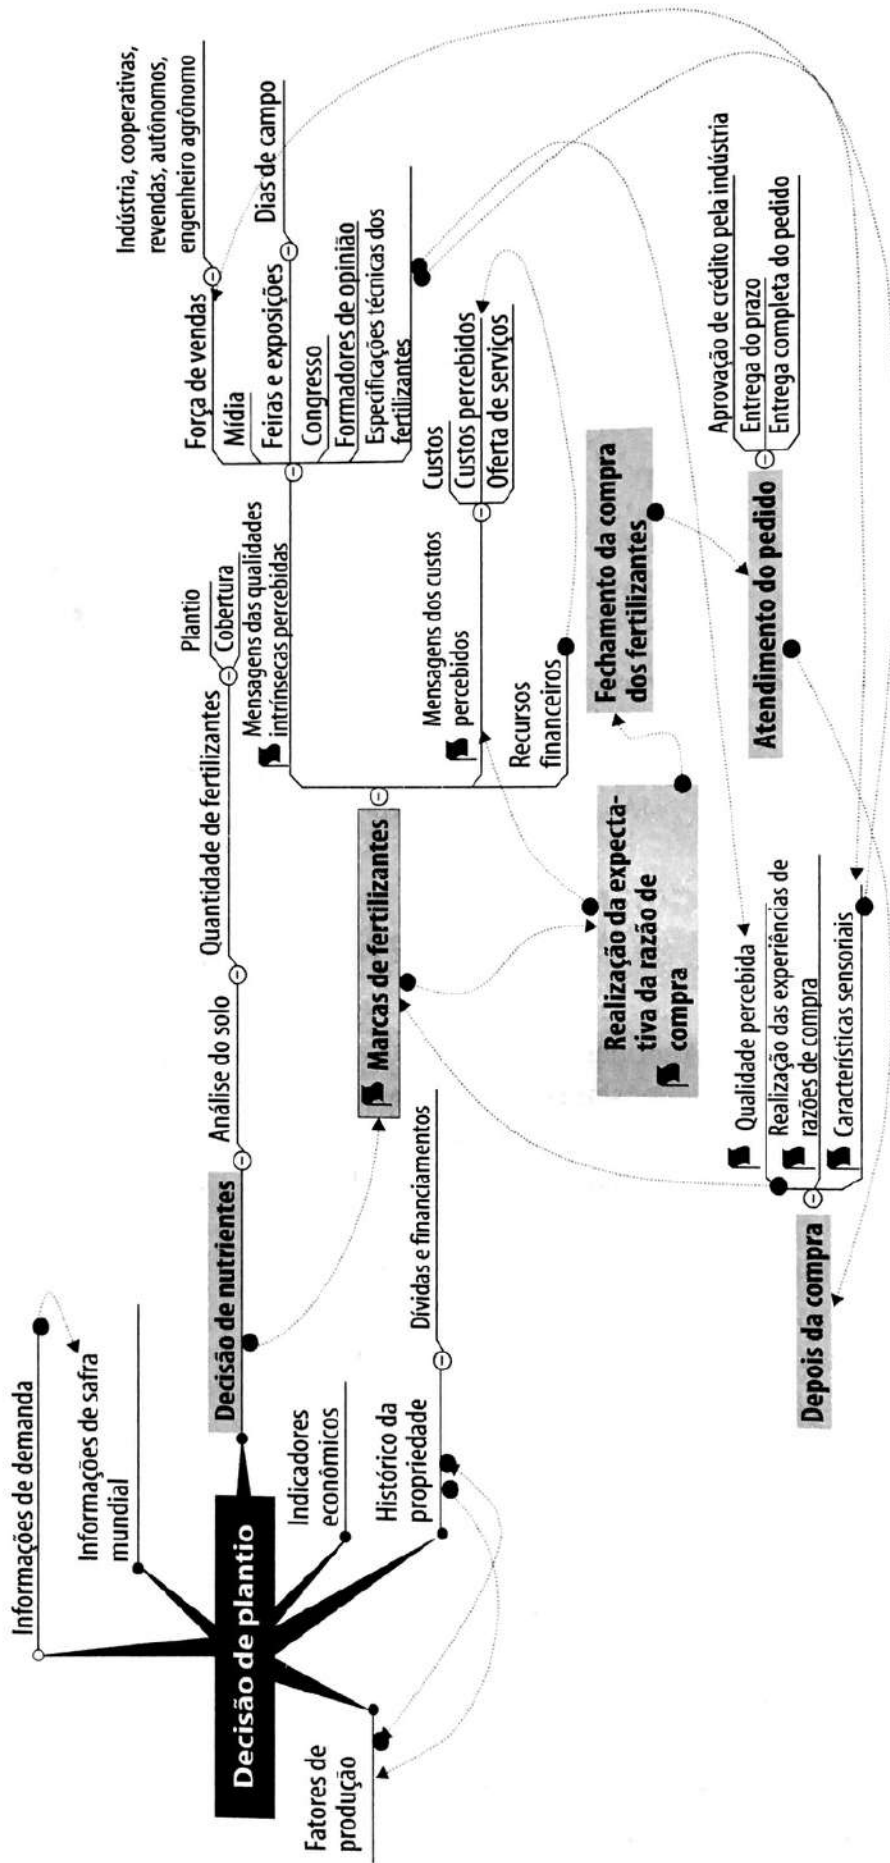 Informações de demanda
Informações de safra
mundial
Decisão de plantio
Decisão de nutrientes
Análise do solo
Quantidade de fertilizantes
Plantio
Cobertura
Indicadores
econômicos
Histórico da
propriedade
Dívidas e financiamentos
Fatores de
produção
Marcas de fertilizantes
Mensagens das qualidades
intrínsecas percebidas
Força de vendas
Indústria, cooperativas,
revendas, autônomos,
engenheiro agrônomo
Mídia
Feiras e exposições
Dias de campo
Congresso
Formadores de opinião
Especificações técnicas dos
fertilizantes
Mensagens dos custos
percebidos
Custos
Custos percebidos
Oferta de serviços
Recursos
financeiros
Realização da expecta-
tiva da razão de
compra
Fechamento da compra
dos fertilizantes
Atendimento do pedido
Aprovação de crédito pela indústria
Entrega do prazo
Entrega completa do pedido
Depois da compra
Qualidade percebida
Realização das experiências de
razões de compra
Características sensoriais